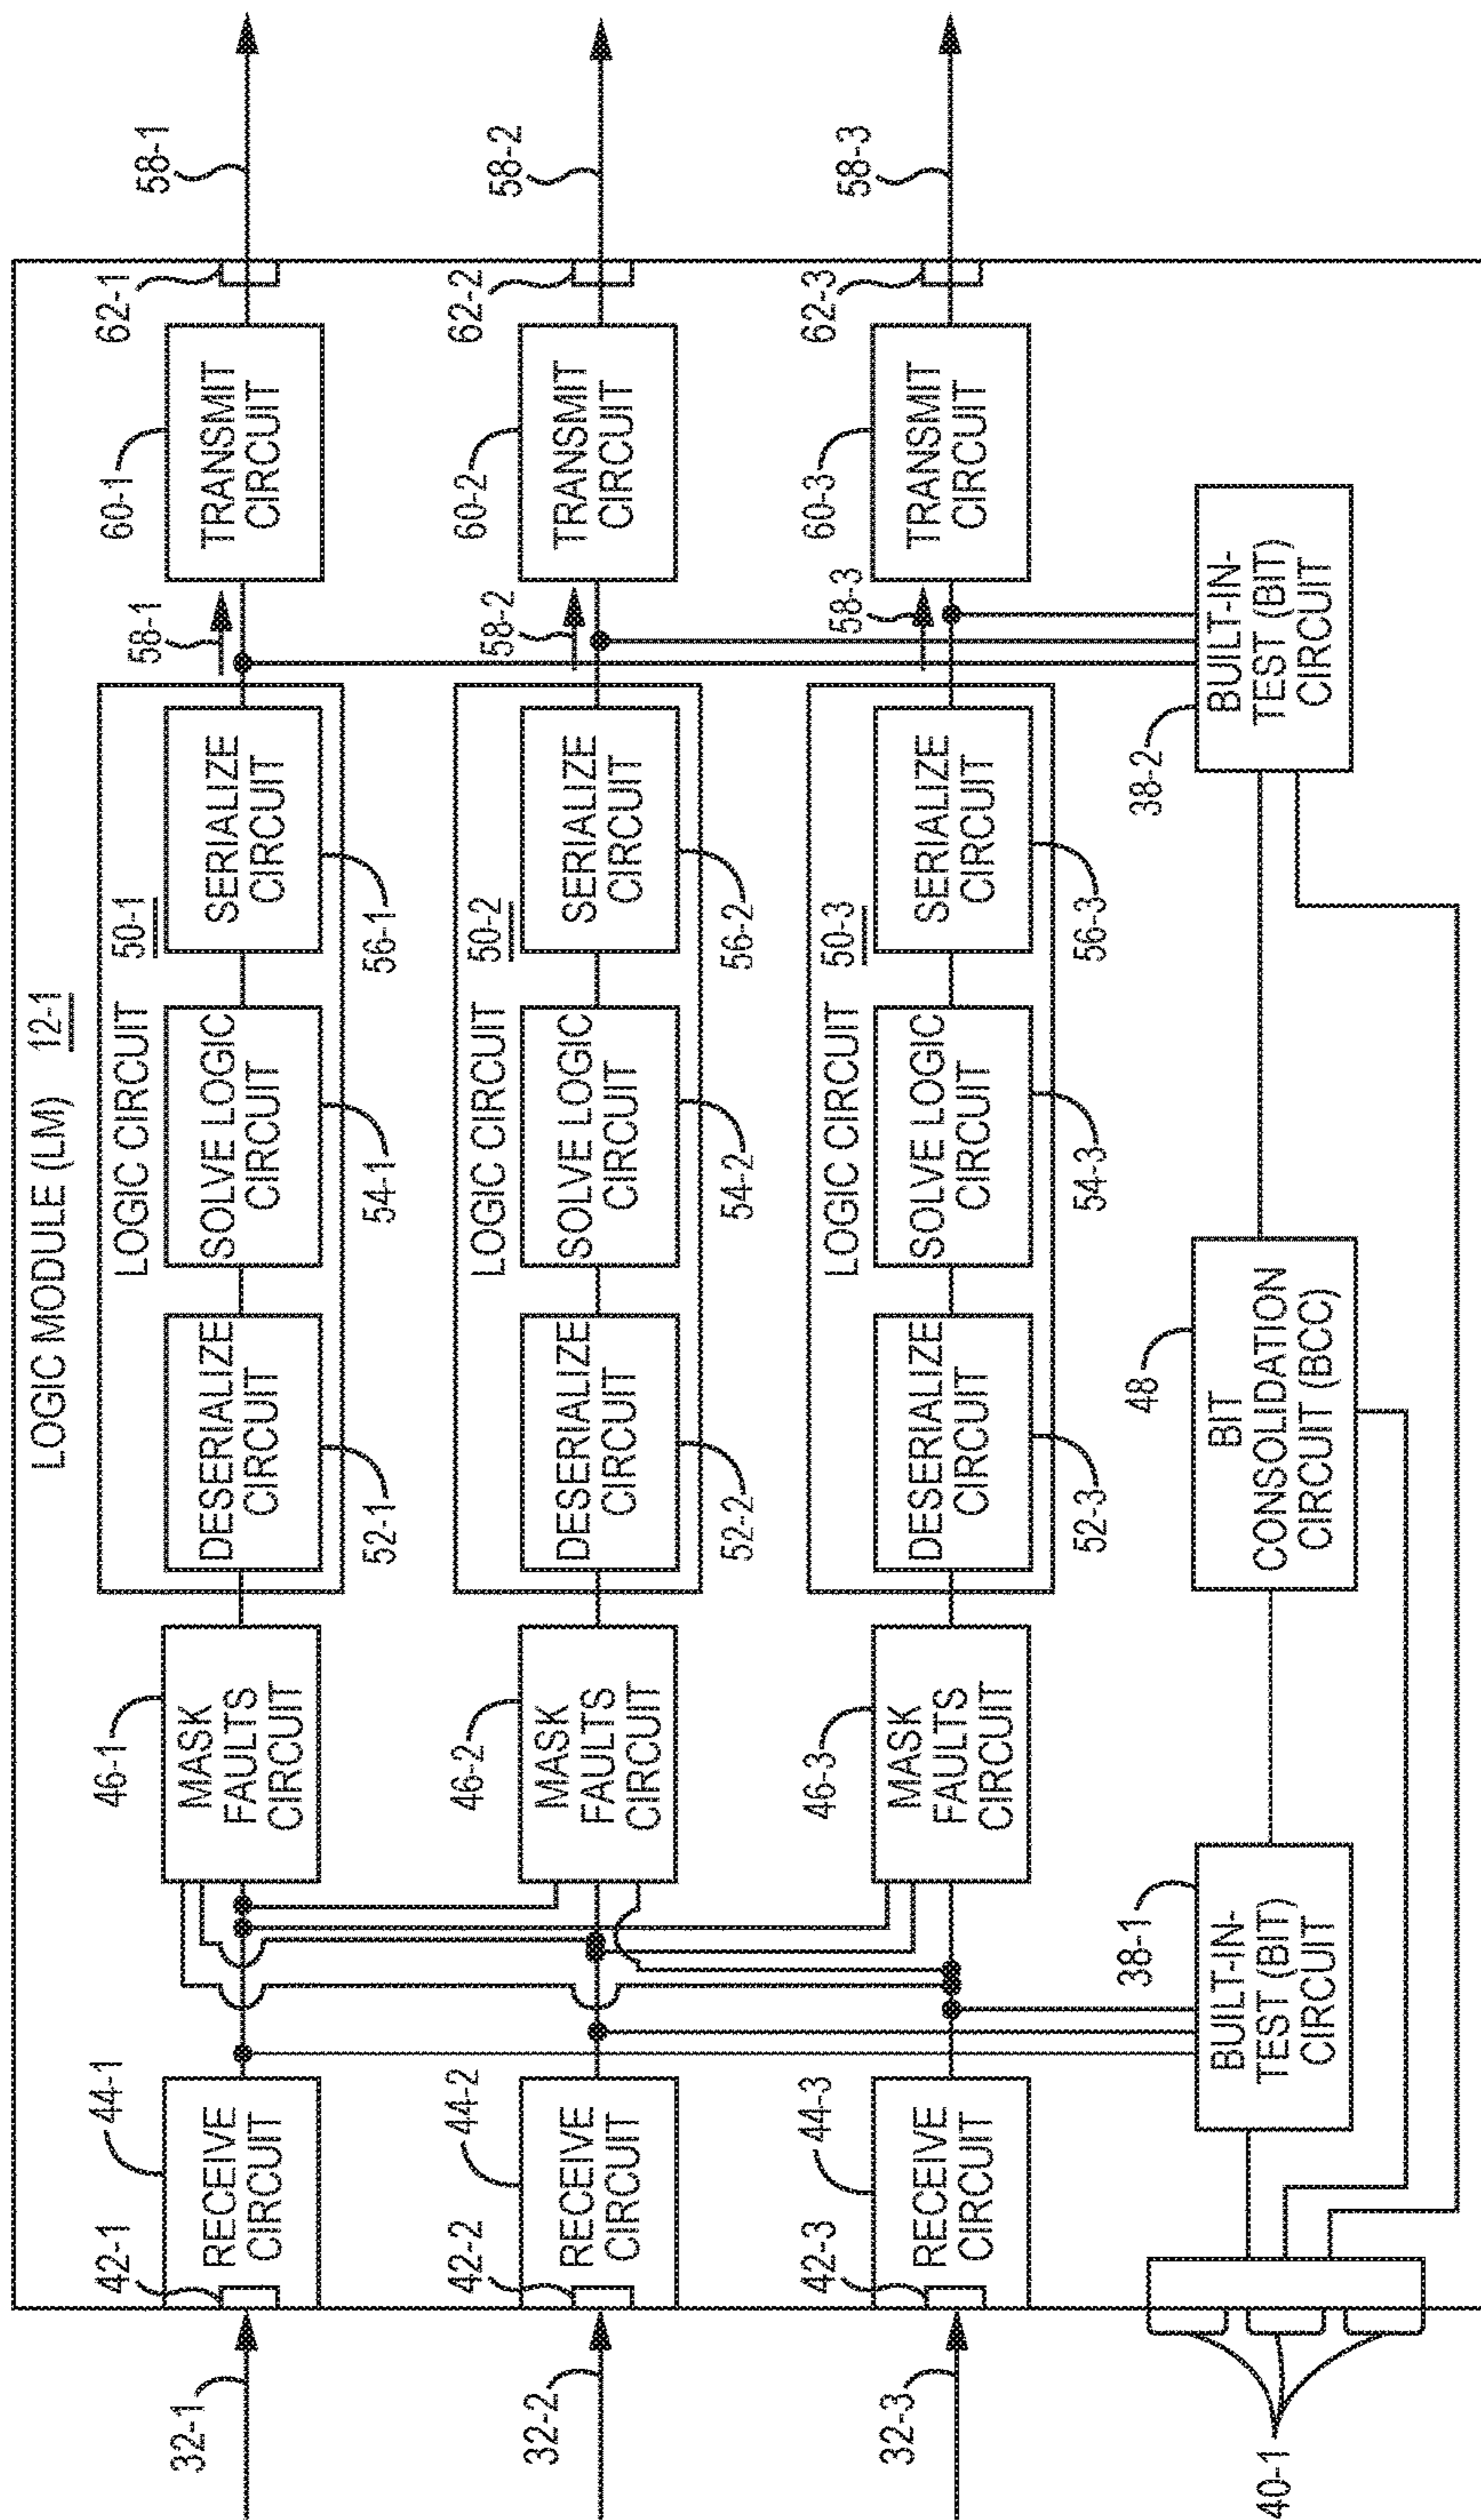 LOGIC MODULE (LM) 12-1
32-1
42-1
44-1
RECEIVE
CIRCUIT
46-1
MASK
FAULTS
CIRCUIT
LOGIC CIRCUIT 50-1
DESERIALIZE
CIRCUIT
52-1
SOLVE LOGIC
CIRCUIT
54-1
SERIALIZE
CIRCUIT
56-1
58-1
60-1
TRANSMIT
CIRCUIT
62-1
58-1
32-2
42-2
44-2
RECEIVE
CIRCUIT
46-2
MASK
FAULTS
CIRCUIT
LOGIC CIRCUIT 50-2
DESERIALIZE
CIRCUIT
52-2
SOLVE LOGIC
CIRCUIT
54-2
SERIALIZE
CIRCUIT
56-2
58-2
60-2
TRANSMIT
CIRCUIT
62-2
58-2
32-3
42-3
44-3
RECEIVE
CIRCUIT
46-3
MASK
FAULTS
CIRCUIT
LOGIC CIRCUIT 50-3
DESERIALIZE
CIRCUIT
52-3
SOLVE LOGIC
CIRCUIT
54-3
SERIALIZE
CIRCUIT
56-3
58-3
60-3
TRANSMIT
CIRCUIT
62-3
58-3
40-1
38-1
BUILT-IN-
TEST (BIT)
CIRCUIT
48
BIT
CONSOLIDATION
CIRCUIT (BCC)
38-2
BUILT-IN-
TEST (BIT)
CIRCUIT